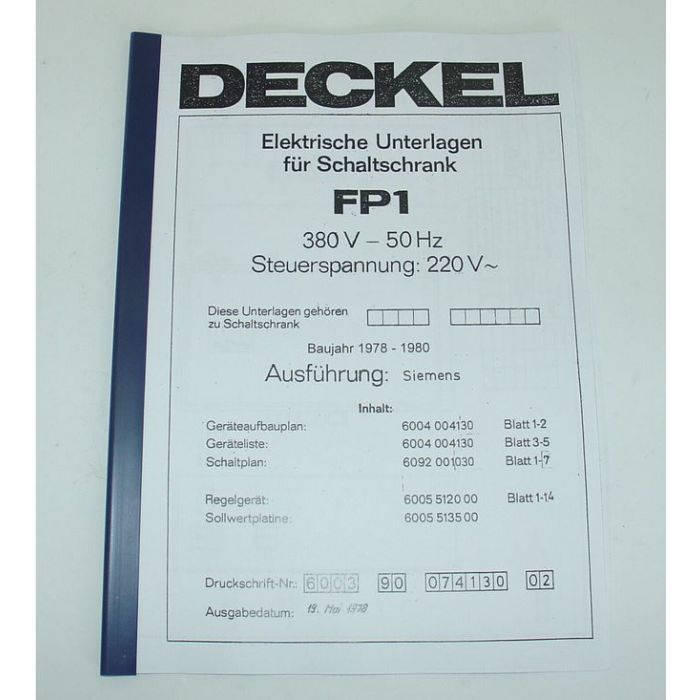 DECKEL
Elektrische Unterlagen
für Schaltschrank
FP1
380 V – 50 Hz
Steuerspannung: 220 V~
Diese Unterlagen gehören
zu Schaltschrank
Baujahr 1978 - 1980
Ausführung: Siemens
Inhalt:
Geräteaufbauplan: 6004 004130 Blatt 1-2
Geräteliste: 6004 004130 Blatt 3-5
Schaltplan: 6092 001030 Blatt 1-7
Regelgerät: 6005 5120 00 Blatt 1-14
Sollwertplatine: 6005 5135 00
Druckschrift-Nr.: 6003 90 074130 02
Ausgabedatum: 19. Mai 1978